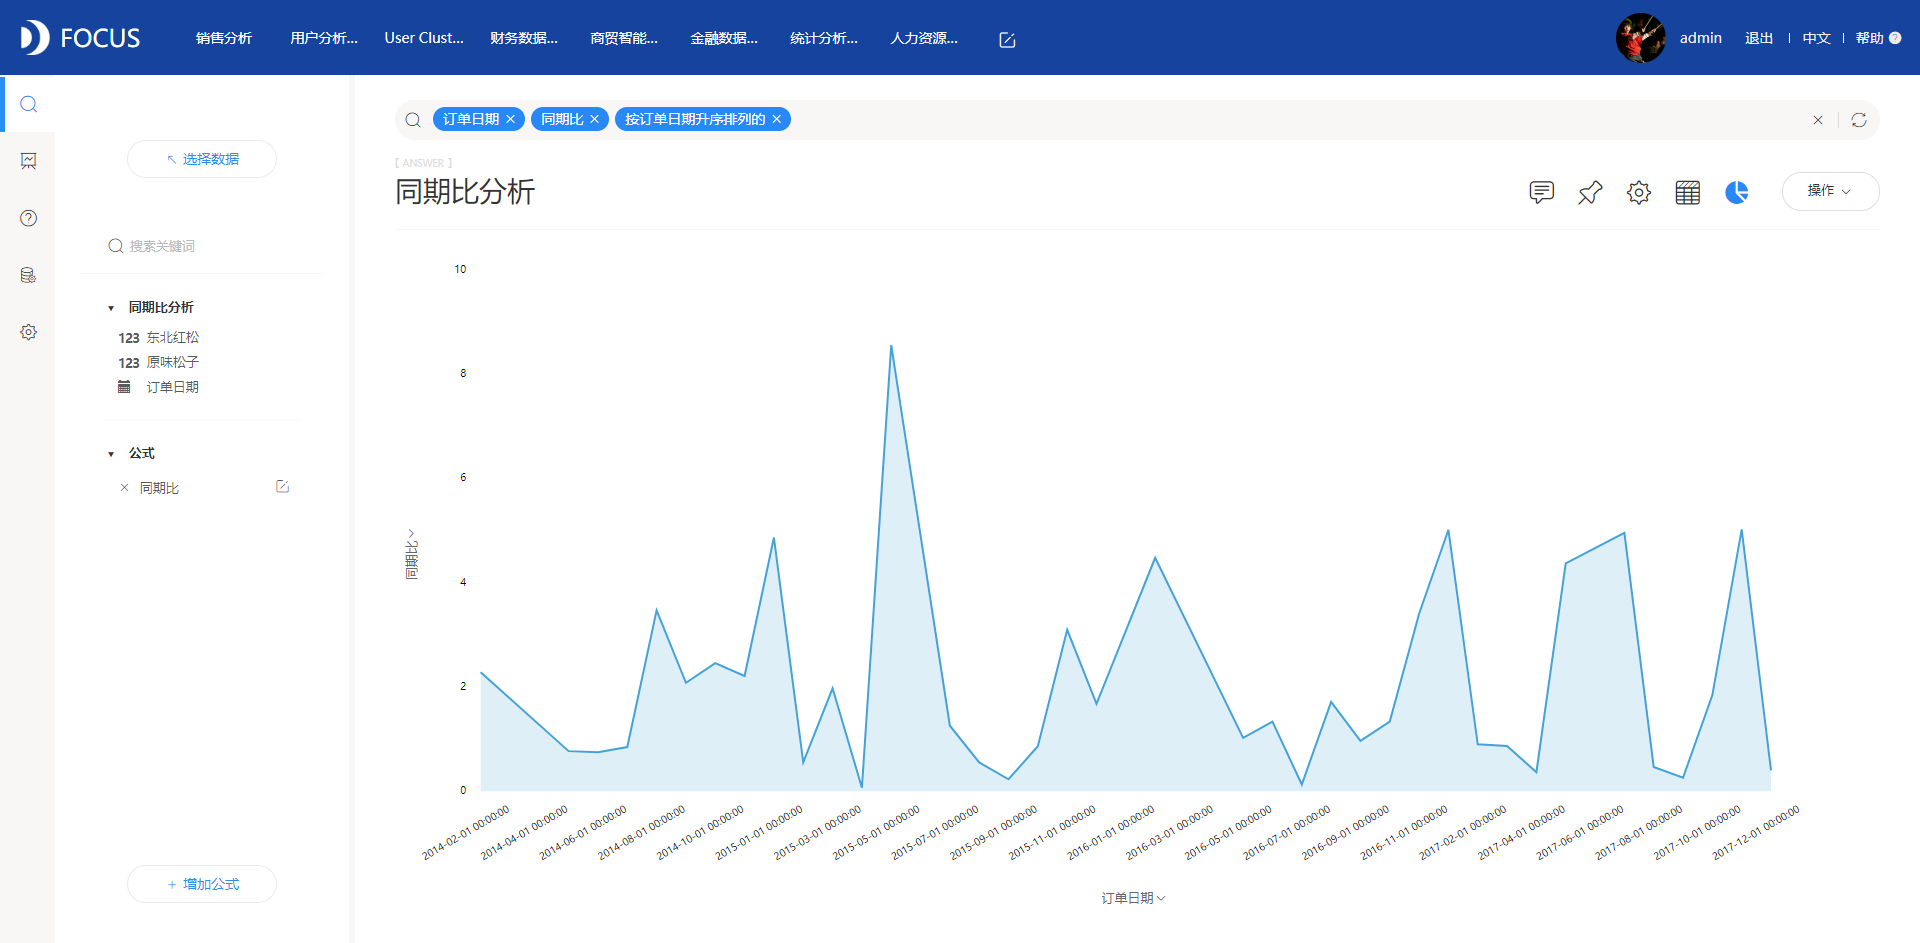 FOCUS
销售分析 用户分析... User Clust... 财务数据... 商贸智能... 金融数据... 统计分析... 人力资源...
admin 退出 中文 帮助
订单日期 同期比 按订单日期升序排列的
选择数据
搜索关键词
同期比分析
123 东北红松
123 原味松子
订单日期
公式
同期比
增加公式
【 ANSWER 】
同期比分析
操作
10
8
6
4
2
0
同期比
2014-02-01 00:00:00
2014-04-01 00:00:00
2014-06-01 00:00:00
2014-08-01 00:00:00
2014-10-01 00:00:00
2015-01-01 00:00:00
2015-03-01 00:00:00
2015-05-01 00:00:00
2015-07-01 00:00:00
2015-09-01 00:00:00
2015-11-01 00:00:00
2016-01-01 00:00:00
2016-03-01 00:00:00
2016-05-01 00:00:00
2016-07-01 00:00:00
2016-09-01 00:00:00
2016-11-01 00:00:00
2017-02-01 00:00:00
2017-04-01 00:00:00
2017-06-01 00:00:00
2017-08-01 00:00:00
2017-10-01 00:00:00
2017-12-01 00:00:00
订单日期